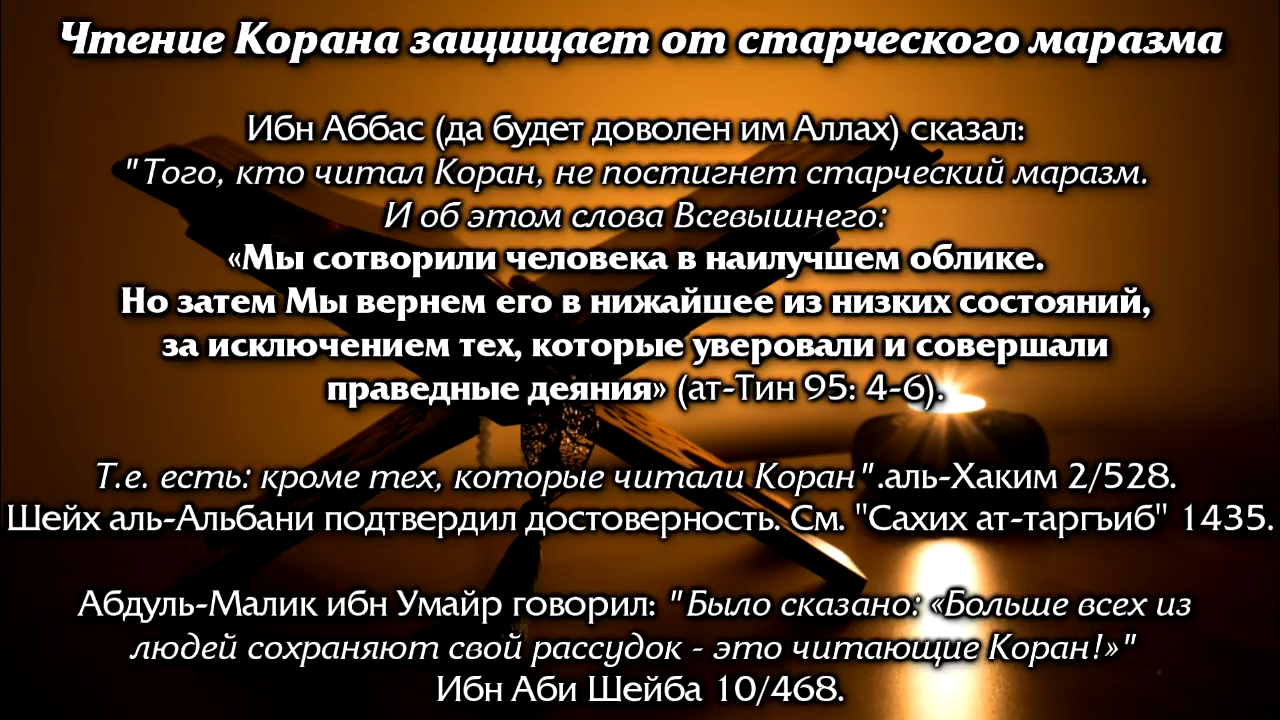 Чтение Корана защищает от старческого маразма
Ибн Аббас (да будет доволен им Аллах) сказал:
"Того, кто читал Коран, не постигнет старческий маразм.
И об этом слова Всевышнего:
«Мы сотворили человека в наилучшем облике.
Но затем Мы вернем его в нижайшее из низких состояний,
за исключением тех, которые уверовали и совершали
праведные деяния» (ат-Тин 95: 4-6).
Т.е. есть: кроме тех, которые читали Коран".аль-Хаким 2/528.
Шейх аль-Альбани подтвердил достоверность. См. "Сахих ат-таргъиб" 1435.
Абдуль-Малик ибн Умайр говорил: "Было сказано: «Больше всех из
людей сохраняют свой рассудок - это читающие Коран!»"
Ибн Аби Шейба 10/468.